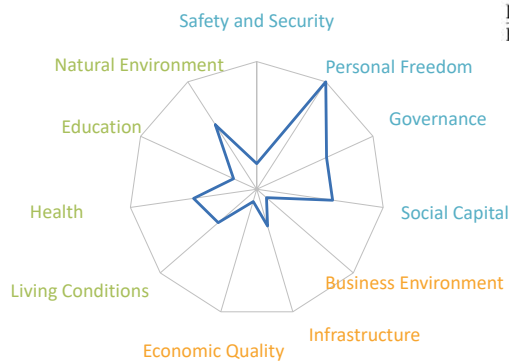 Safety and Security
Natural Environment
Personal Freedom
Education
Governance
Health
Social Capital
Living Conditions
Business Environment
Infrastructure
Economic Quality